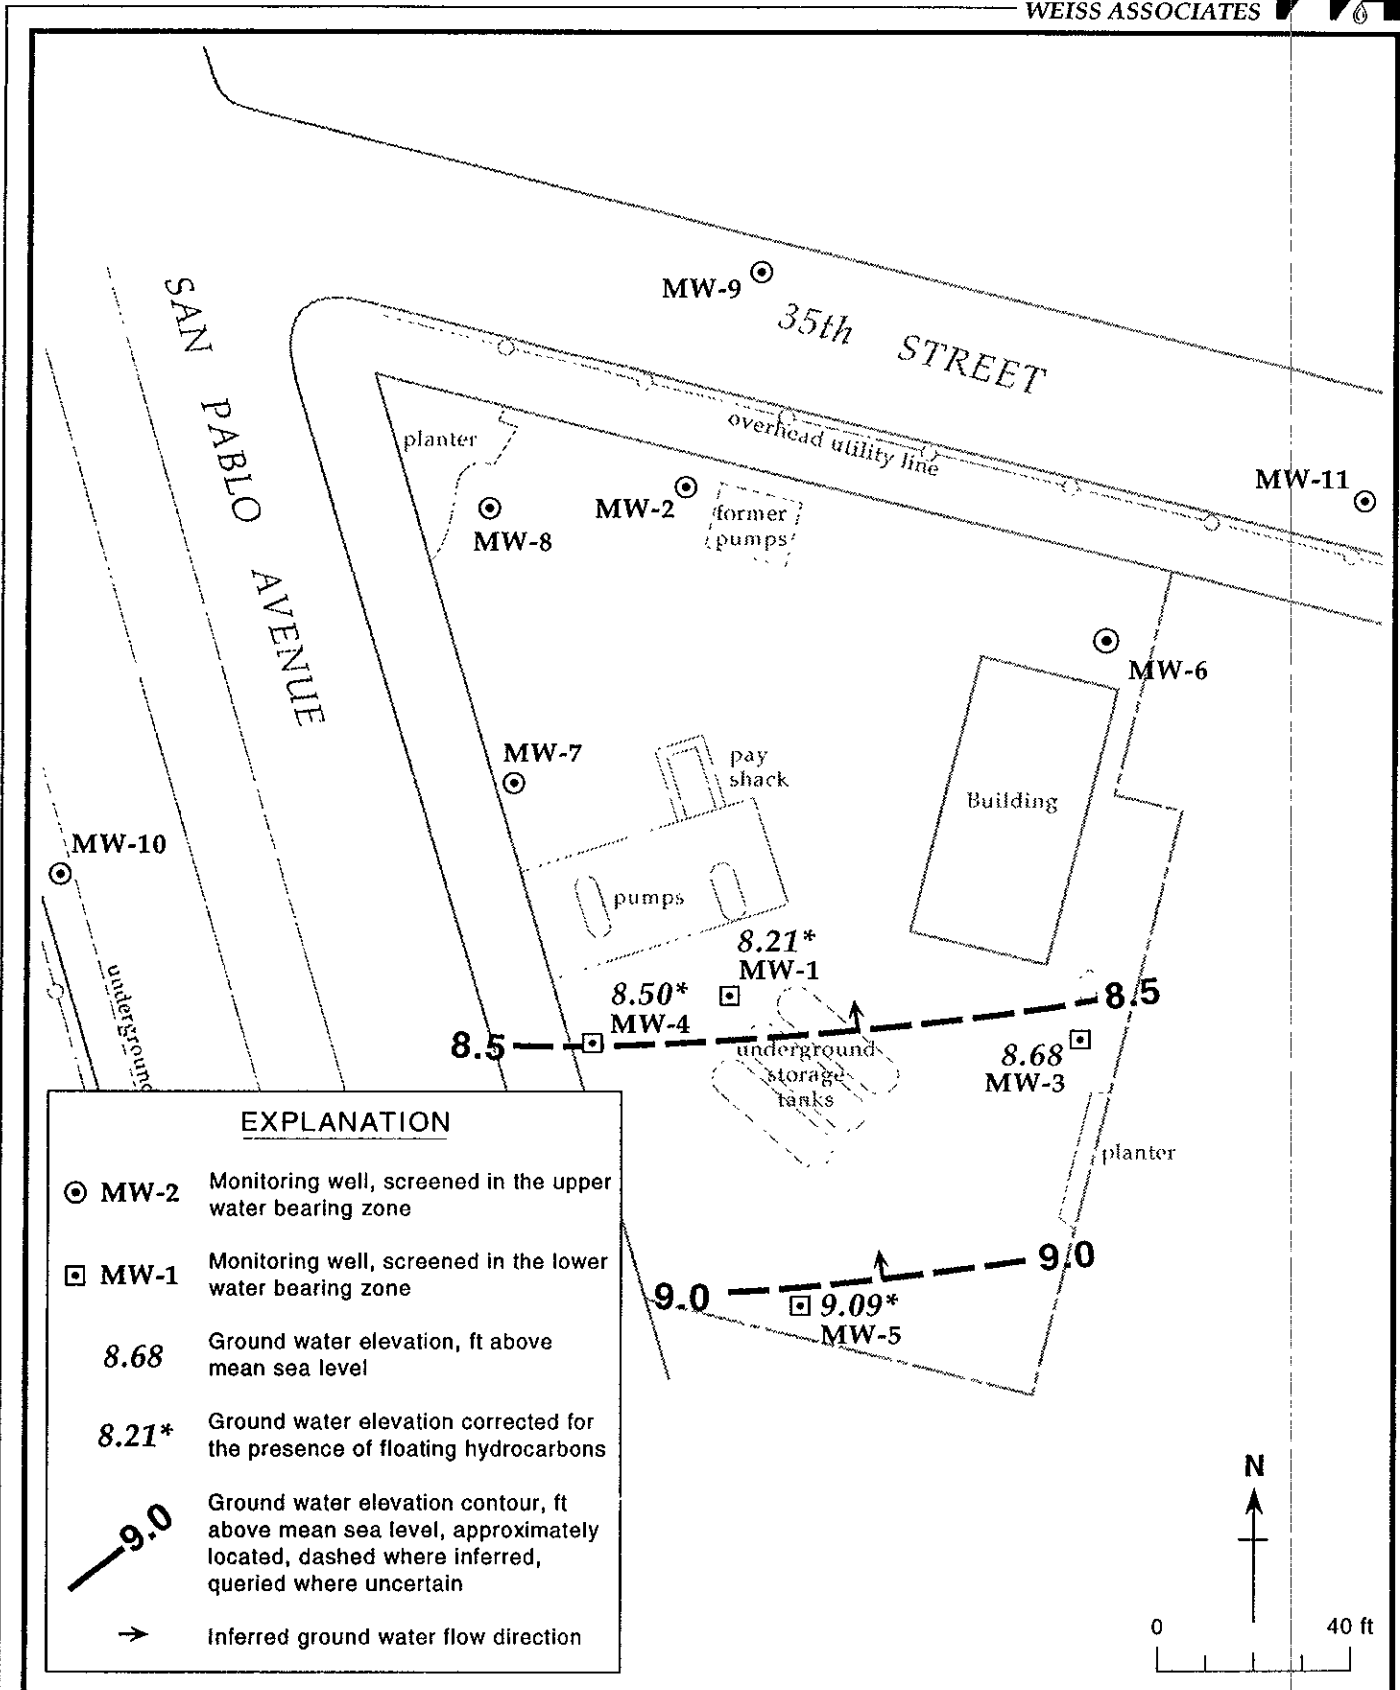 WEISS ASSOCIATES
SAN PABLO AVENUE
35th STREET
MW-9
overhead utility line
planter
MW-8
MW-2
former
pumps
MW-11
MW-6
MW-7
pay
shack
Building
MW-10
pumps
underground
8.21*
MW-1
8.50*
MW-4
8.5
8.5
underground
storage
tanks
8.68
MW-3
planter
9.0
9.0
9.09*
MW-5
EXPLANATION
MW-2 Monitoring well, screened in the upper
water bearing zone
MW-1 Monitoring well, screened in the lower
water bearing zone
8.68 Ground water elevation, ft above
mean sea level
8.21* Ground water elevation corrected for
the presence of floating hydrocarbons
9.0 Ground water elevation contour, ft
above mean sea level, approximately
located, dashed where inferred,
queried where uncertain
Inferred ground water flow direction
N
0 40 ft